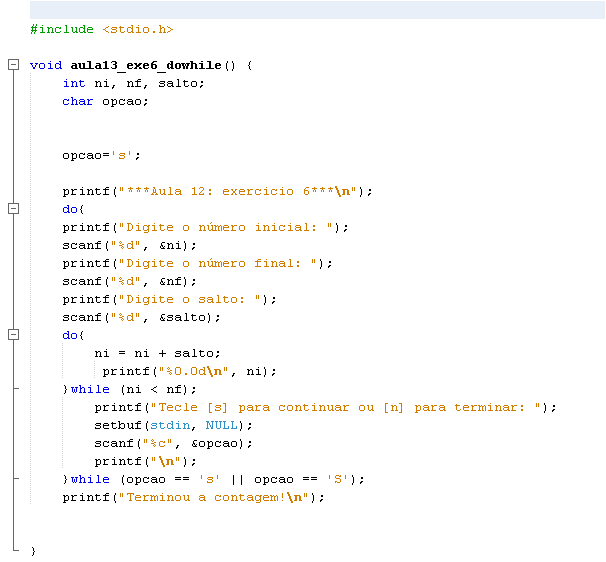 #include <stdio.h>
void aula13_exe6_dowhile() {
int ni, nf, salto;
char opcao;
opcao='s';
printf("***Aula 12: exercicio 6***\n");
do{
printf("Digite o número inicial: ");
scanf("%d", &ni);
printf("Digite o número final: ");
scanf("%d", &nf);
printf("Digite o salto: ");
scanf("%d", &salto);
do{
ni = ni + salto;
printf("%0.0d\n", ni);
}while (ni < nf);
printf("Tecle [s] para continuar ou [n] para terminar: ");
setbuf(stdin, NULL);
scanf("%c", &opcao);
printf("\n");
}while (opcao == 's' || opcao == 'S');
printf("Terminou a contagem!\n");
}